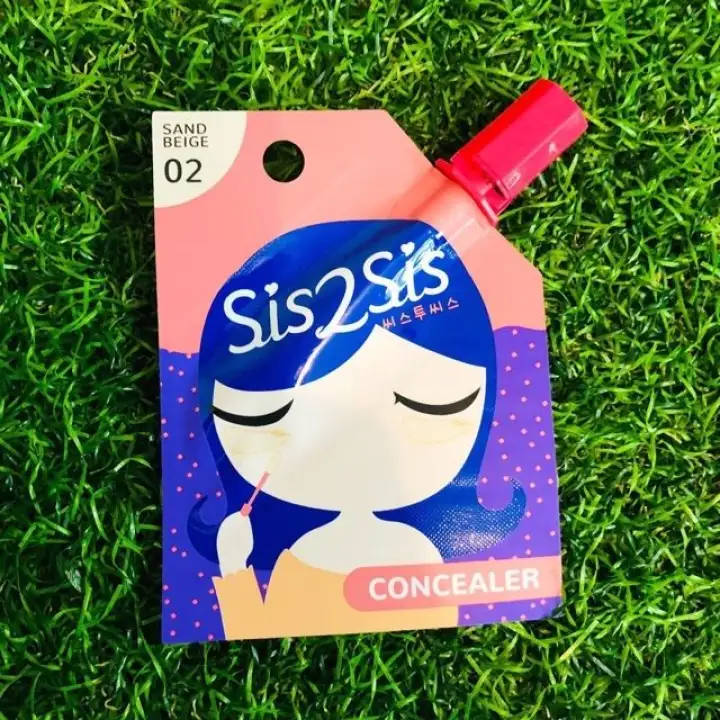 SAND
BEIGE
02
Sis2Sis
씨스투씨스
CONCEALER